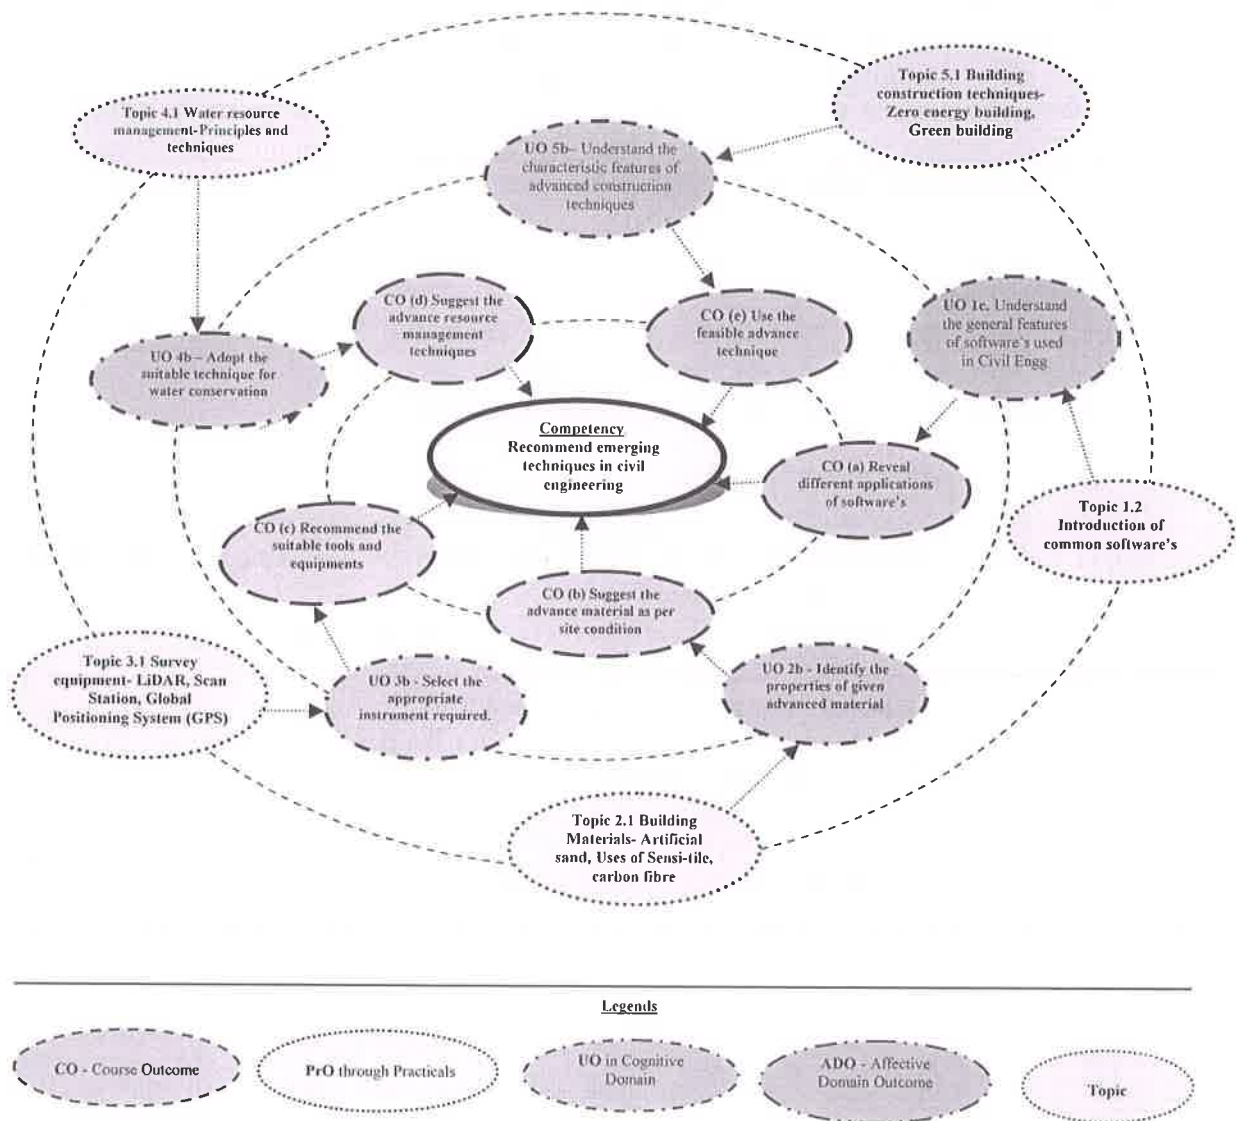 Topic 5.1 Building
construction techniques-
Zero energy building,
Green building
Topic 4.1 Water resource
management-Principles and
techniques
UO 5b– Understand the
characteristic features of
advanced construction
techniques
CO (d) Suggest the
advance resource
management
techniques
CO (e) Use the
feasible advance
technique
UO 1e. Understand
the general features
of software's used
in Civil Engg
UO 4b – Adopt the
suitable technique for
water conservation
Competency
Recommend emerging
techniques in civil
engineering
CO (a) Reveal
different applications
of software's
Topic 1.2
Introduction of
common software's
CO (c) Recommend the
suitable tools and
equipments
CO (b) Suggest the
advance material as per
site condition
Topic 3.1 Survey
equipment- LiDAR, Scan
Station, Global
Positioning System (GPS)
UO 3b - Select the
appropriate
instrument required.
UO 2b - Identify the
properties of given
advanced material
Topic 2.1 Building
Materials- Artificial
sand, Uses of Sensi-tile,
carbon fibre
Legends
CO - Course Outcome
PrO through Practicals
UO in Cognitive
Domain
ADO - Affective
Domain Outcome
Topic